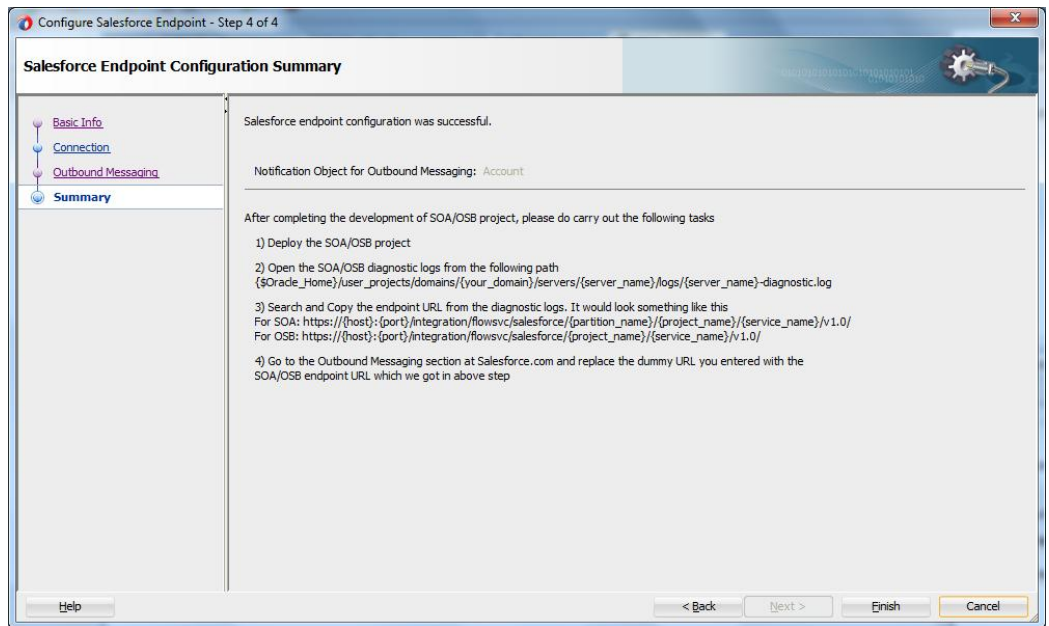 Configure Salesforce Endpoint - Step 4 of 4
Salesforce Endpoint Configuration Summary
Basic Info
Connection
Outbound Messaging
Summary
Salesforce endpoint configuration was successful.
Notification Object for Outbound Messaging: Account
After completing the development of SOA/OSB project, please do carry out the following tasks
1) Deploy the SOA/OSB project
2) Open the SOA/OSB diagnostic logs from the following path
{$Oracle_Home}/user_projects/domains/{your_domain}/servers/{server_name}/logs/{server_name}-diagnostic.log
3) Search and Copy the endpoint URL from the diagnostic logs. It would look something like this
For SOA: https://{host}:{port}/integration/flowsvc/salesforce/{partition_name}/{project_name}/{service_name}/v1.0/
For OSB: https://{host}:{port}/integration/flowsvc/salesforce/{project_name}/{service_name}/v1.0/
4) Go to the Outbound Messaging section at Salesforce.com and replace the dummy URL you entered with the
SOA/OSB endpoint URL which we got in above step
Help
< Back
Next >
Finish
Cancel